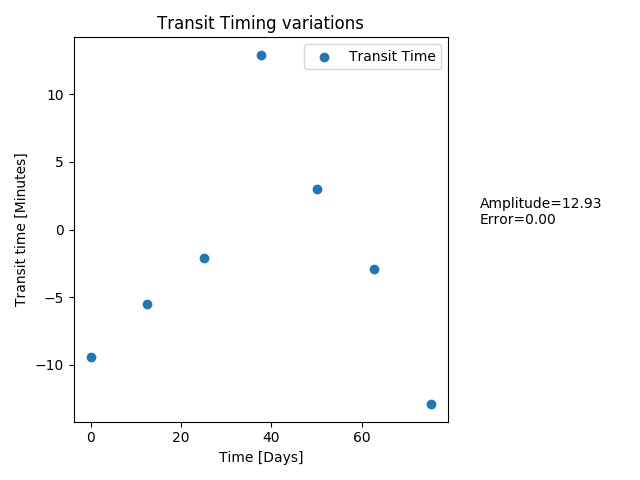 Transit Timing variations
Transit Time
Transit time [Minutes]
10
5
0
−5
−10
Amplitude=12.93
Error=0.00
0 20 40 60
Time [Days]